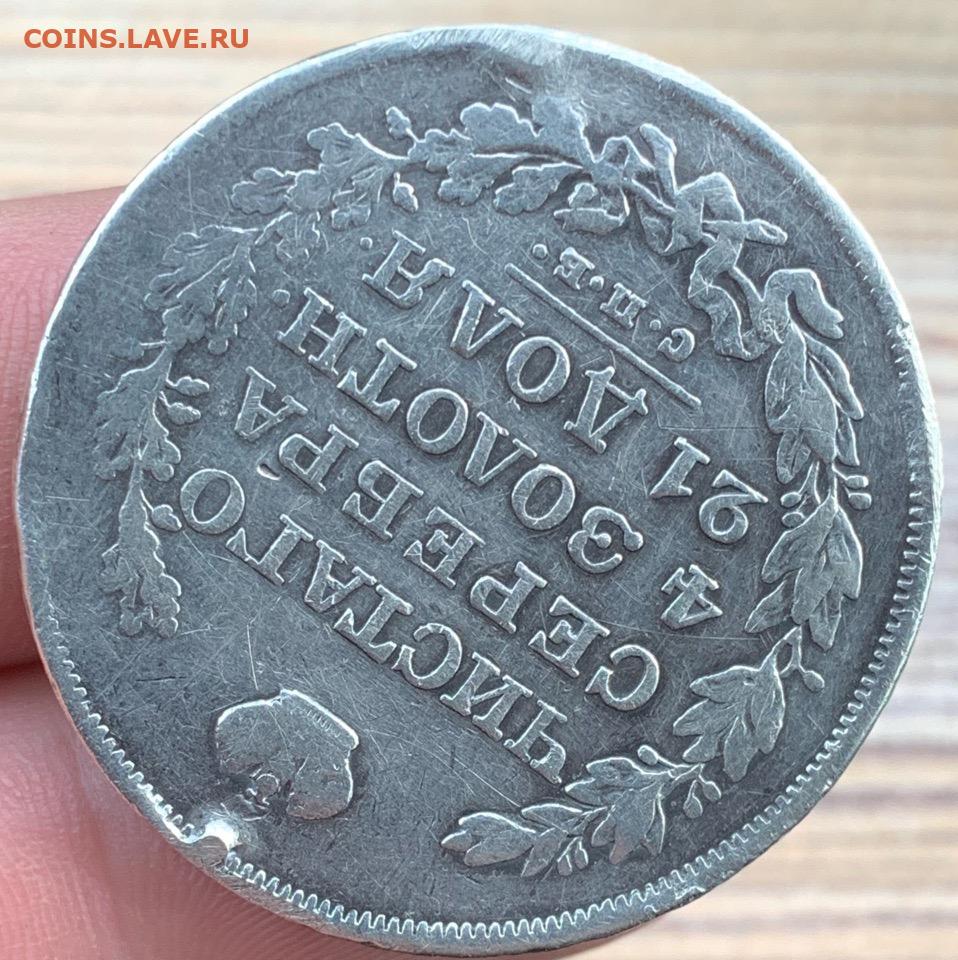 COINS.LAVE.RU
ЧИСТАГО
СЕРЕБРА
4 ЗОЛОТН.
21 ДОЛЯ.
С.П.Б.